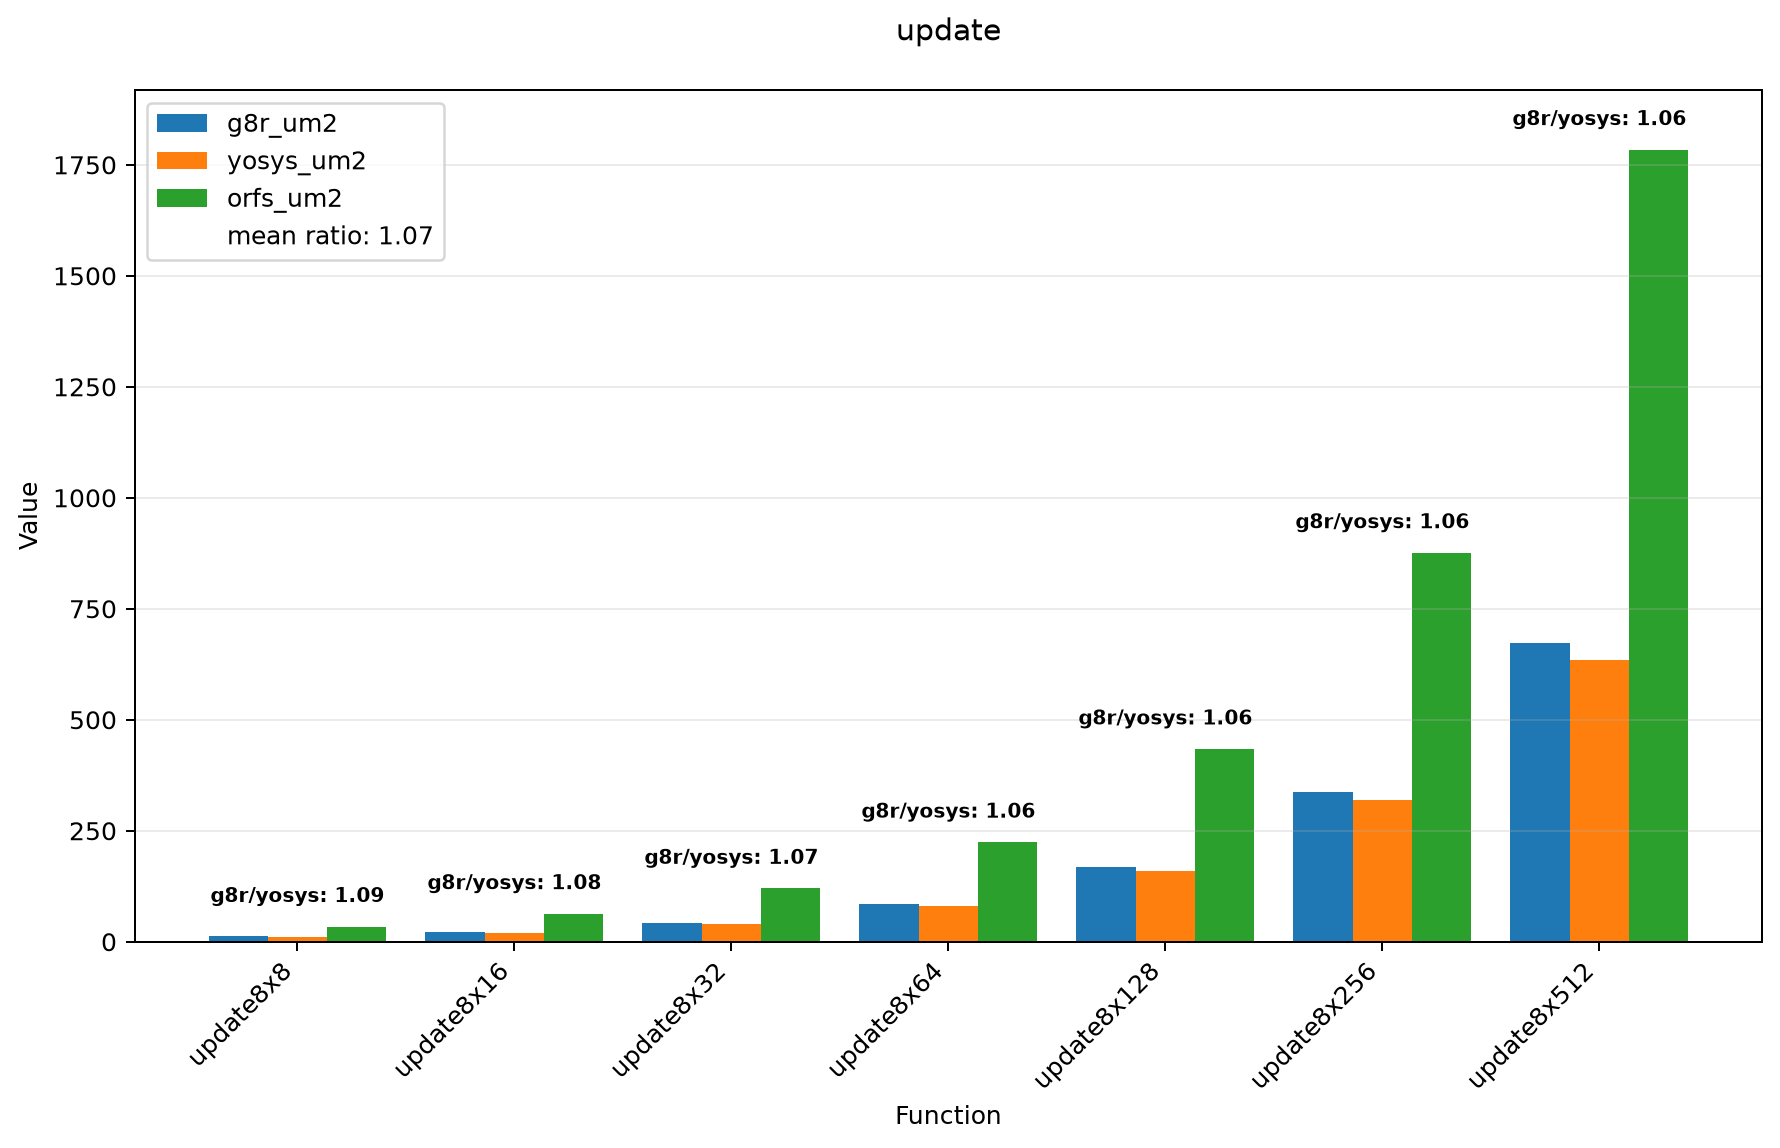 update
g8r_um2
yosys_um2
orfs_um2
mean ratio: 1.07
g8r/yosys: 1.09
g8r/yosys: 1.08
g8r/yosys: 1.07
g8r/yosys: 1.06
g8r/yosys: 1.06
g8r/yosys: 1.06
g8r/yosys: 1.06
Value
1750
1500
1250
1000
750
500
250
0
update8x8
update8x16
update8x32
update8x64
update8x128
update8x256
update8x512
Function